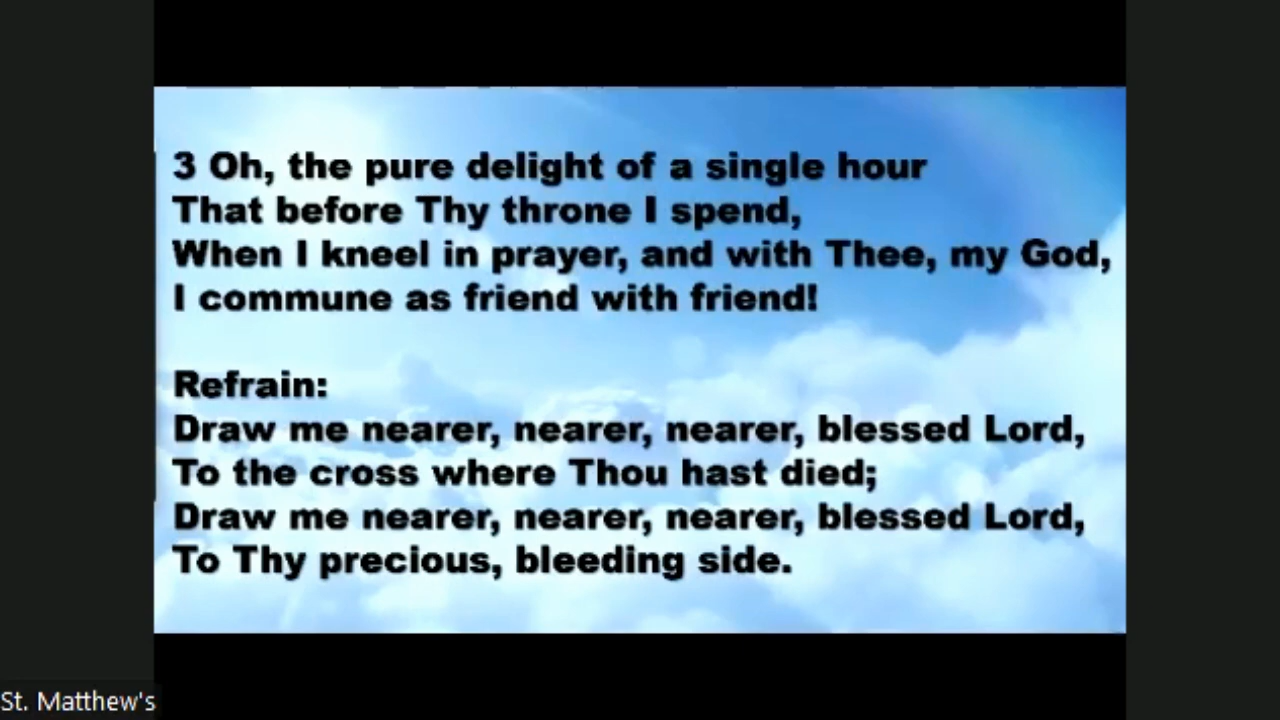 3 Oh, the pure delight of a single hour
That before Thy throne I spend,
When I kneel in prayer, and with Thee, my God,
I commune as friend with friend!
Refrain:
Draw me nearer, nearer, nearer, blessed Lord,
To the cross where Thou hast died;
Draw me nearer, nearer, nearer, blessed Lord,
To Thy precious, bleeding side.
St. Matthew's